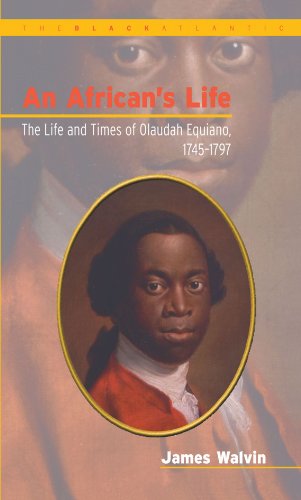 THE BLACK ATLANTIC
An African's Life
The Life and Times of Olaudah Equiano,
1745-1797
James Walvin